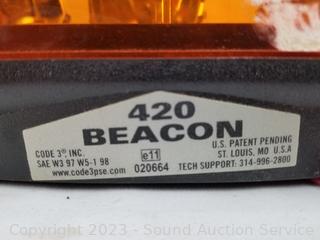 420
BEACON
CODE 3®, INC.
SAE W3 97 W5-1 98
www.code3pse.com
e11
020664
U.S. PATENT PENDING
ST. LOUIS, MO U.S.A
TECH SUPPORT: 314-996-2800
Copyright 2023 - Sound Auction Service